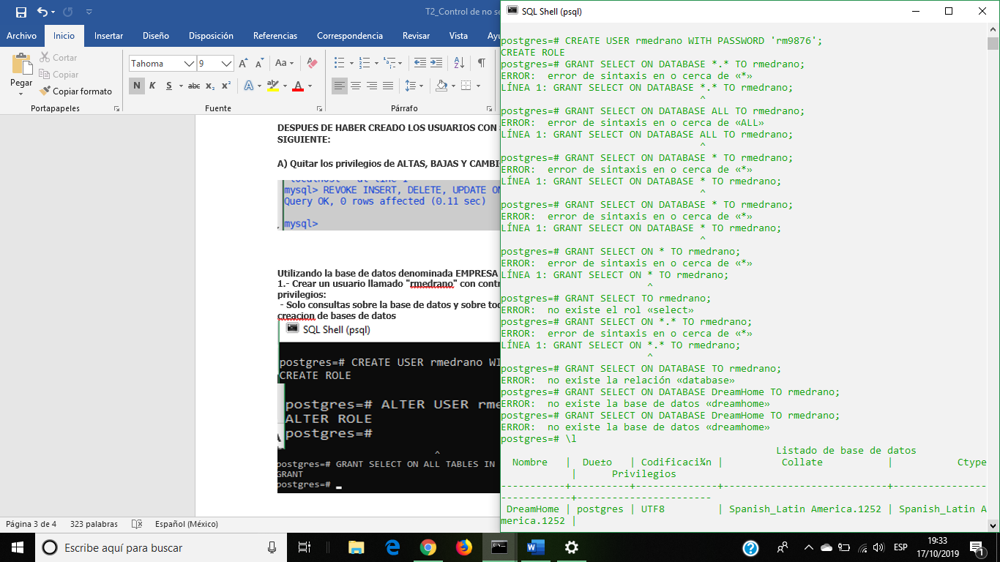 T2_Control de no se
Archivo Inicio Insertar Diseño Disposición Referencias Correspondencia Revisar Vista Ayu
Pegar
Cortar
Copiar
Copiar formato
Portapapeles
Tahoma 9
Aa
N K S abc x₂ x²
A
Fuente
Párrafo
DESPUES DE HABER CREADO LOS USUARIOS CON
SIGUIENTE:
A) Quitar los privilegios de ALTAS, BAJAS Y CAMBI
mysql> REVOKE INSERT, DELETE, UPDATE ON
Query OK, 0 rows affected (0.11 sec)
mysql>
Utilizando la base de datos denominada EMPRESA
1.- Crear un usuario llamado "rmedrano" con contr
privilegios:
- Solo consultas sobre la base de datos y sobre tod
creacion de bases de datos
SQL Shell (psql)
postgres=# CREATE USER rmedrano WI
CREATE ROLE
postgres=# ALTER USER rme
ALTER ROLE
postgres=#
^
postgres=# GRANT SELECT ON ALL TABLES IN
GRANT
postgres=#
Página 3 de 4 323 palabras Español (México)
SQL Shell (psql)
postgres=# CREATE USER rmedrano WITH PASSWORD 'rm9876';
CREATE ROLE
postgres=# GRANT SELECT ON DATABASE *.* TO rmedrano;
ERROR:  error de sintaxis en o cerca de «*»
LÍNEA 1: GRANT SELECT ON DATABASE *.* TO rmedrano;
^
postgres=# GRANT SELECT ON DATABASE ALL TO rmedrano;
ERROR:  error de sintaxis en o cerca de «ALL»
LÍNEA 1: GRANT SELECT ON DATABASE ALL TO rmedrano;
^
postgres=# GRANT SELECT ON DATABASE * TO rmedrano;
ERROR:  error de sintaxis en o cerca de «*»
LÍNEA 1: GRANT SELECT ON DATABASE * TO rmedrano;
^
postgres=# GRANT SELECT ON DATABASE * TO rmedrano;
ERROR:  error de sintaxis en o cerca de «*»
LÍNEA 1: GRANT SELECT ON DATABASE * TO rmedrano;
^
postgres=# GRANT SELECT ON * TO rmedrano;
ERROR:  error de sintaxis en o cerca de «*»
LÍNEA 1: GRANT SELECT ON * TO rmedrano;
^
postgres=# GRANT SELECT TO rmedrano;
ERROR:  no existe el rol «select»
postgres=# GRANT SELECT ON *.* TO rmedrano;
ERROR:  error de sintaxis en o cerca de «*»
LÍNEA 1: GRANT SELECT ON *.* TO rmedrano;
^
postgres=# GRANT SELECT ON DATABASE TO rmedrano;
ERROR:  no existe la relación «database»
postgres=# GRANT SELECT ON DATABASE DreamHome TO rmedrano;
ERROR:  no existe la base de datos «dreamhome»
postgres=# GRANT SELECT ON DATABASE DreamHome TO rmedrano;
ERROR:  no existe la base de datos «dreamhome»
postgres=# \l
Listado de base de datos
Nombre | Due±o | Codificaci¾n | Collate | Ctype
| Privilegios
-----------+----------+--------------+----------------------------+----------------
------------+-----------------------
DreamHome | postgres | UTF8 | Spanish_Latin America.1252 | Spanish_Latin A
merica.1252 |
Escribe aquí para buscar
ESP
19:33
17/10/2019
1